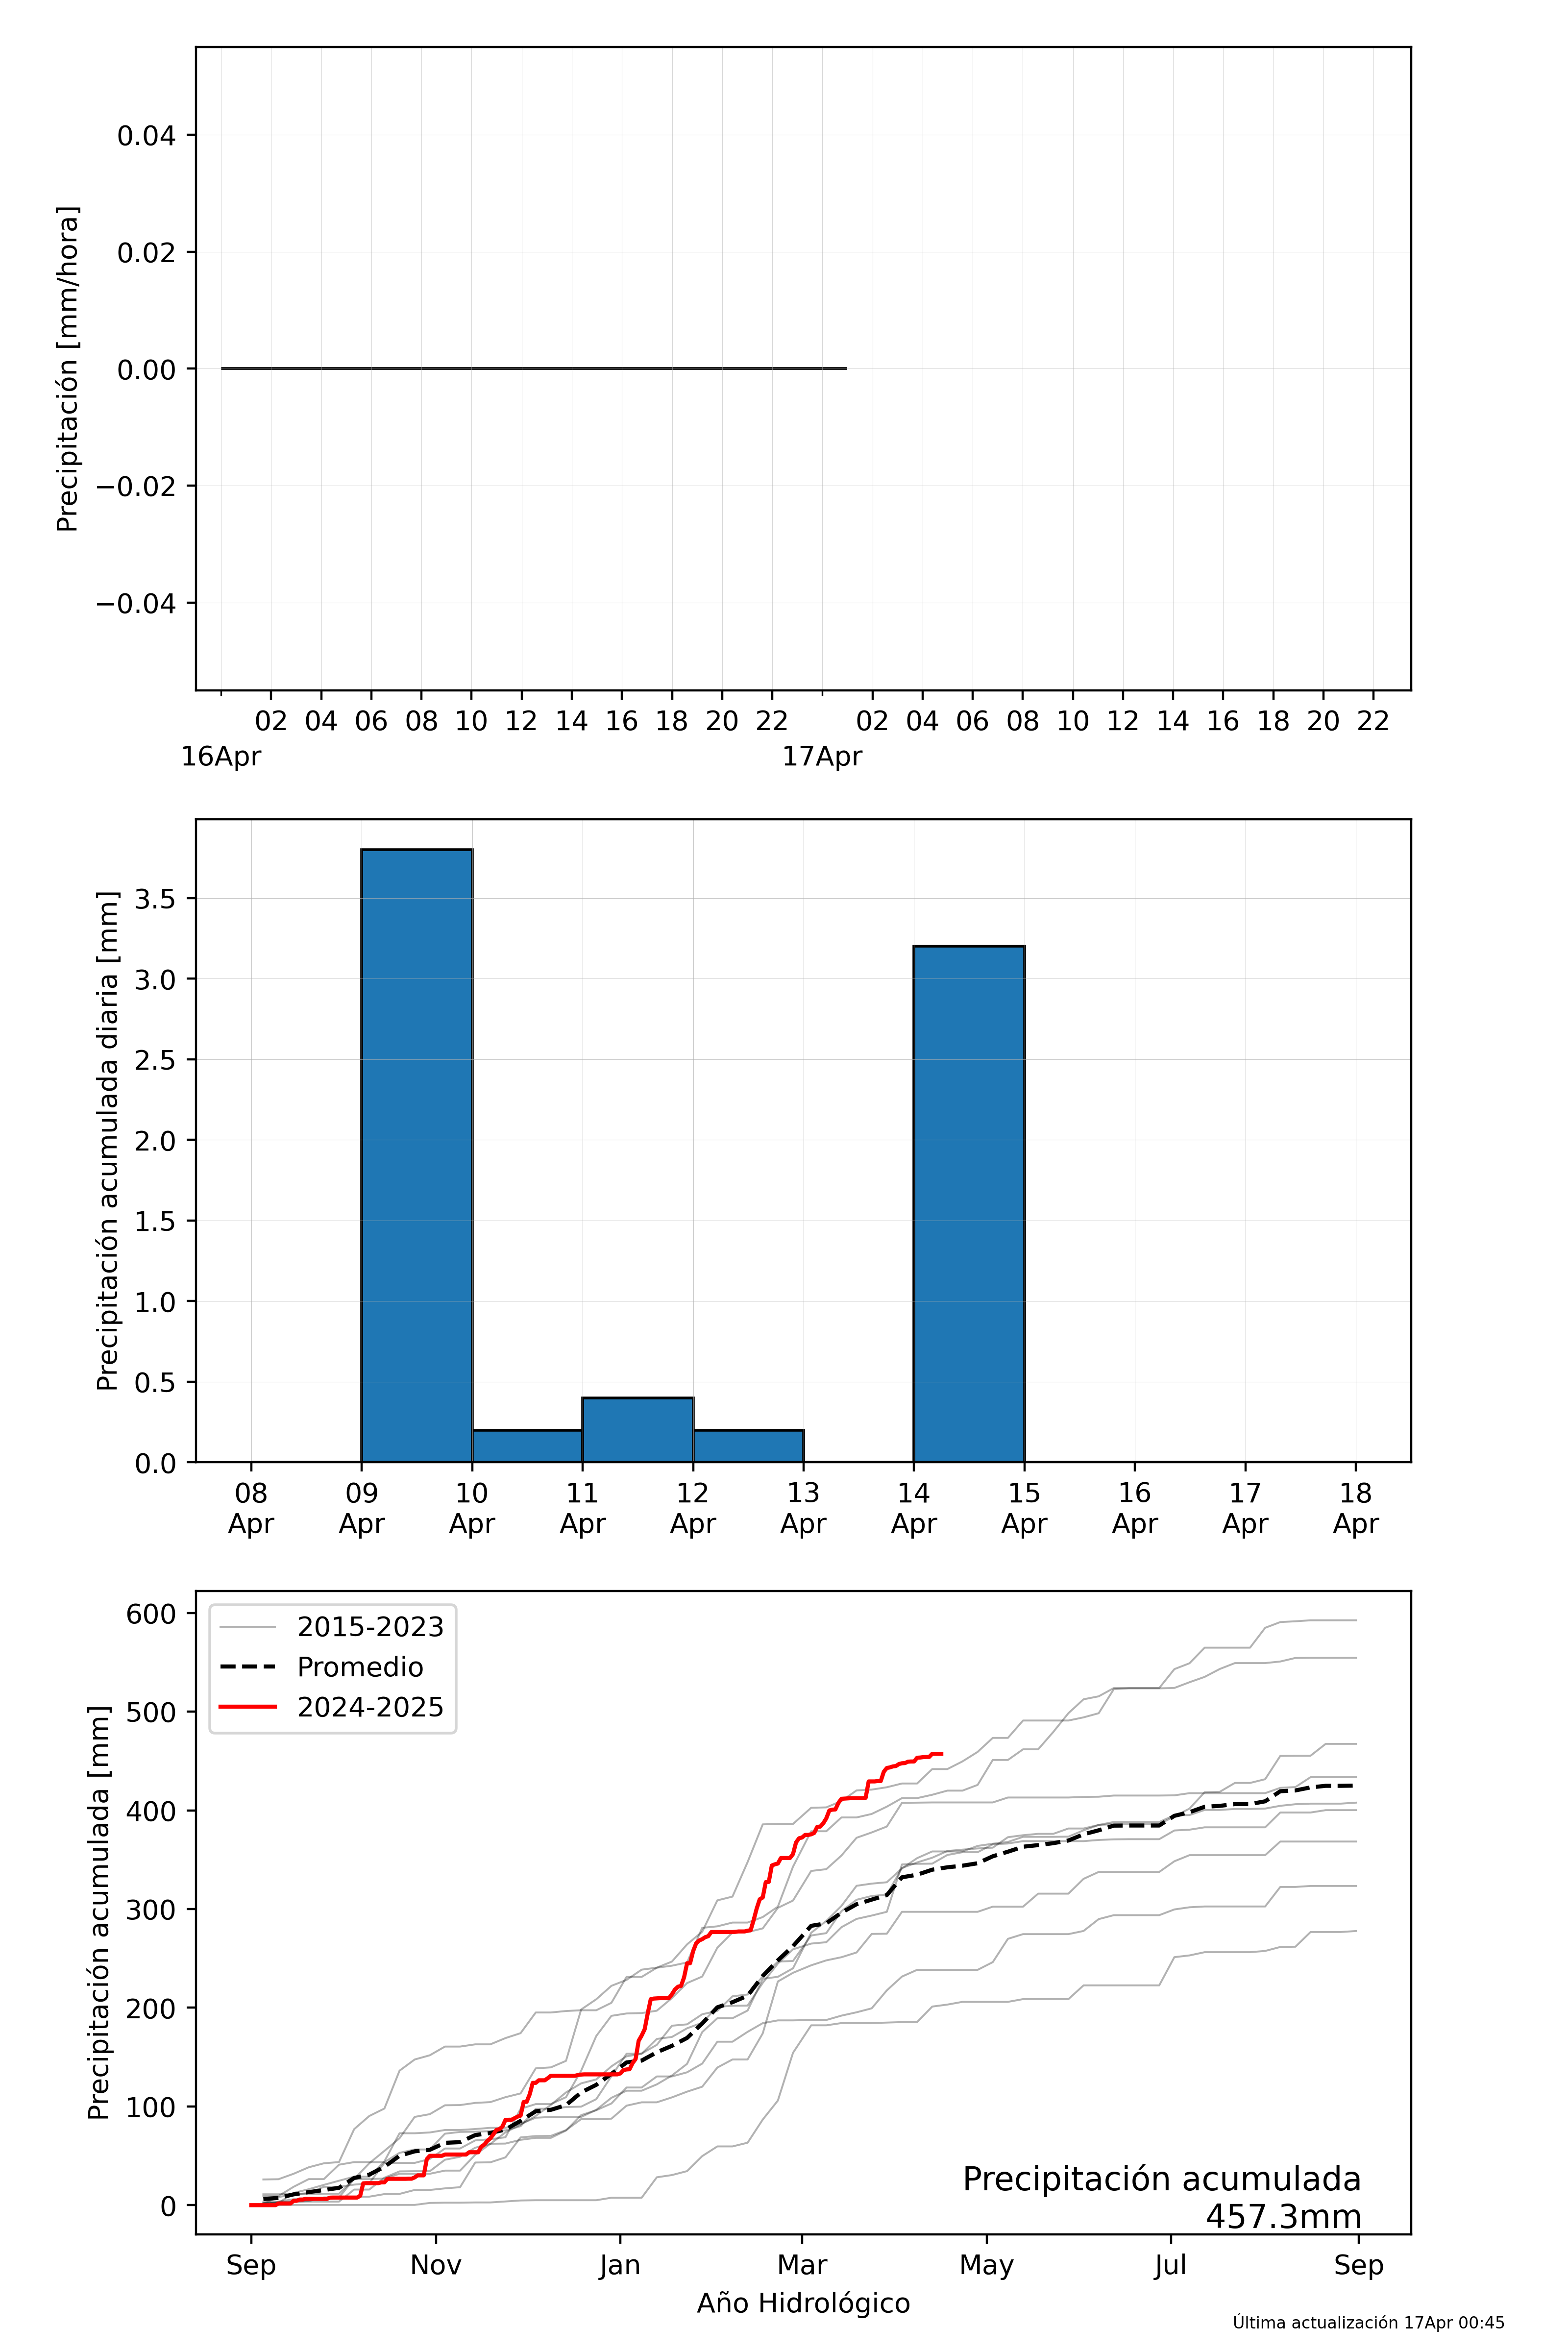 Precipitación [mm/hora]
0.04
0.02
0.00
−0.02
−0.04
02 04 06 08 10 12 14 16 18 20 22 02 04 06 08 10 12 14 16 18 20 22
16Apr 17Apr
Precipitación acumulada diaria [mm]
3.5
3.0
2.5
2.0
1.5
1.0
0.5
0.0
08 09 10 11 12 13 14 15 16 17 18
Apr Apr Apr Apr Apr Apr Apr Apr Apr Apr Apr
Precipitación acumulada [mm]
600
500
400
300
200
100
0
2015-2023
Promedio
2024-2025
Precipitación acumulada
457.3mm
Sep Nov Jan Mar May Jul Sep
Año Hidrológico
Última actualización 17Apr 00:45